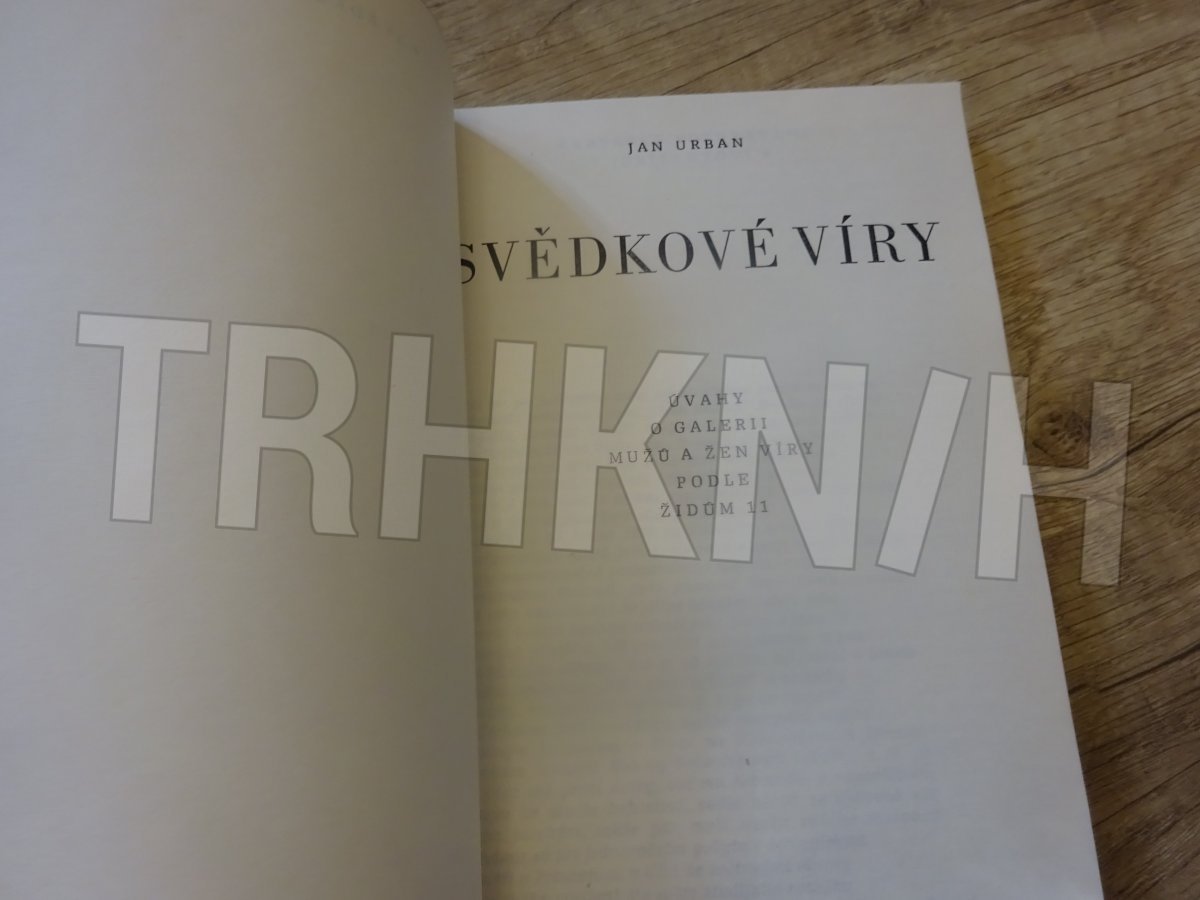 JAN URBAN
SVĚDKOVÉ VÍRY
ÚVAHY
O GALERII
MUŽŮ A ŽEN VÍRY
PODLE
ŽIDŮM 11
TRHKNIH